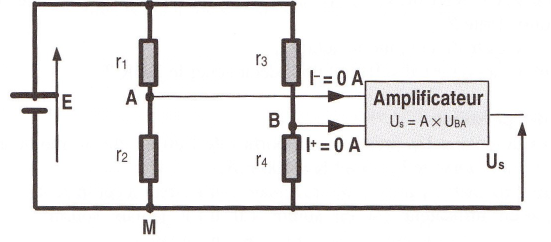 r1
r3
I⁻= 0 A
A
Amplificateur
E
Us = A × UBA
B
I⁺= 0 A
r2
r4
Us
M